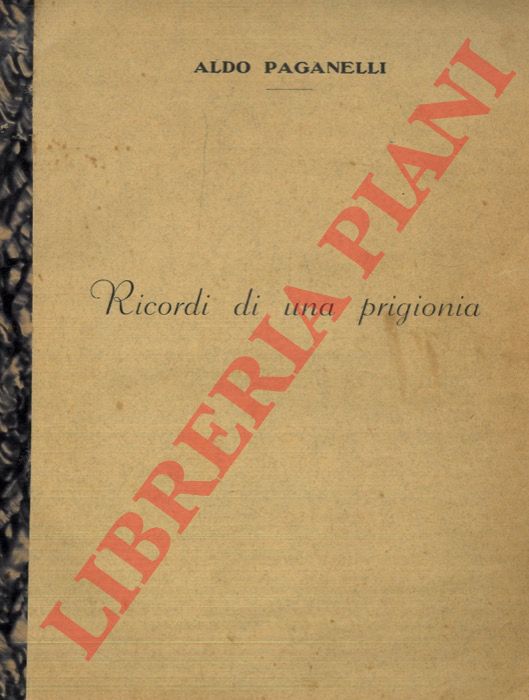 ALDO PAGANELLI
Ricordi di una prigionia
LIBRERIA PIANI